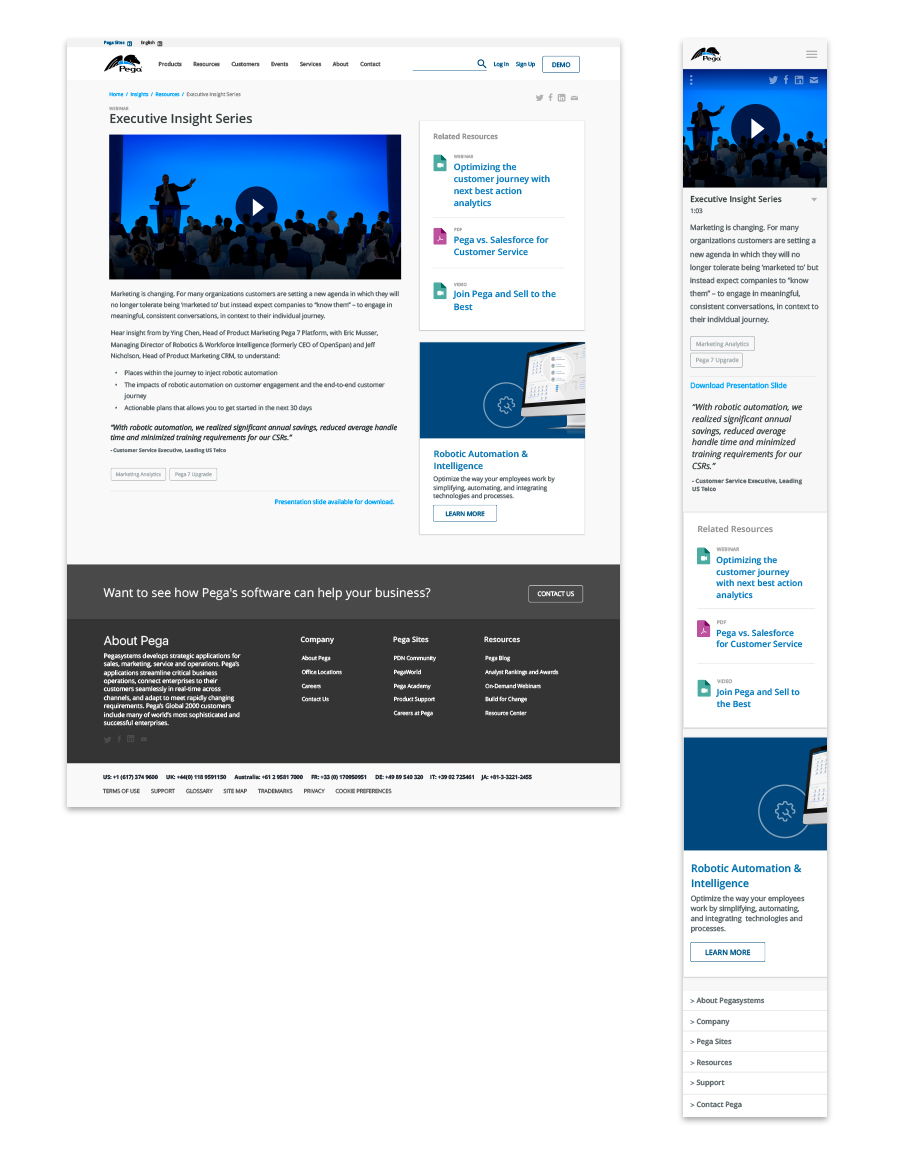 Pega Sites
English
Pega
Products
Resources
Customers
Events
Services
About
Contact
Log In
Sign Up
DEMO
Home / Insights / Resources / Executive Insight Series
WEBINAR
Executive Insight Series
Marketing is changing. For many organizations customers are setting a new agenda in which they will
no longer tolerate being ‘marketed to’ but instead expect companies to “know them” – to engage in
meaningful, consistent conversations, in context to their individual journey.
Hear insight from by Ying Chen, Head of Product Marketing Pega 7 Platform, with Eric Musser,
Managing Director of Robotics & Workforce Intelligence (formerly CEO of OpenSpan) and Jeff
Nicholson, Head of Product Marketing CRM, to understand:
• Places within the journey to inject robotic automation
• The impacts of robotic automation on customer engagement and the end-to-end customer
journey
• Actionable plans that allows you to get started in the next 30 days
“With robotic automation, we realized significant annual savings, reduced average handle
time and minimized training requirements for our CSRs.”
- Customer Service Executive, Leading US Telco
Marketing Analytics
Pega 7 Upgrade
Presentation slide available for download.
Related Resources
WEBINAR
Optimizing the
customer journey with
next best action
analytics
PDF
Pega vs. Salesforce for
Customer Service
VIDEO
Join Pega and Sell to the
Best
Robotic Automation &
Intelligence
Optimize the way your employees work by
simplifying, automating, and integrating
technologies and processes.
LEARN MORE
Want to see how Pega's software can help your business?
CONTACT US
About Pega
Pegasystems develops strategic applications for
sales, marketing, service and operations. Pega’s
applications streamline critical business
operations, connect enterprises to their
customers seamlessly in real-time across
channels, and adapt to meet rapidly changing
requirements. Pega’s Global 2000 customers
include many of world’s most sophisticated and
successful enterprises.
Company
About Pega
Office Locations
Careers
Contact Us
Pega Sites
PDN Community
PegaWorld
Pega Academy
Product Support
Careers at Pega
Resources
Pega Blog
Analyst Rankings and Awards
On-Demand Webinars
Build for Change
Resource Center
US: +1 (617) 374 9600 UK: +44(0) 118 9591150 Australia: +61 2 9581 7000 FR: +33 (0) 170950951 DE: +49 89 540 320 IT: +39 02 725461 JA: +81-3-3221-2455
TERMS OF USE SUPPORT GLOSSARY SITE MAP TRADEMARKS PRIVACY COOKIE PREFERENCES
Pega
Executive Insight Series
1:03
Marketing is changing. For many
organizations customers are setting a
new agenda in which they will no
longer tolerate being ‘marketed to’ but
instead expect companies to “know
them” – to engage in meaningful,
consistent conversations, in context to
their individual journey.
Marketing Analytics
Pega 7 Upgrade
Download Presentation Slide
“With robotic automation, we
realized significant annual
savings, reduced average
handle time and minimized
training requirements for our
CSRs.”
- Customer Service Executive, Leading
US Telco
Related Resources
WEBINAR
Optimizing the
customer journey
with next best action
analytics
PDF
Pega vs. Salesforce
for Customer Service
VIDEO
Join Pega and Sell to
the Best
Robotic Automation &
Intelligence
Optimize the way your employees
work by simplifying, automating,
and integrating technologies and
processes.
LEARN MORE
> About Pegasystems
> Company
> Pega Sites
> Resources
> Support
> Contact Pega